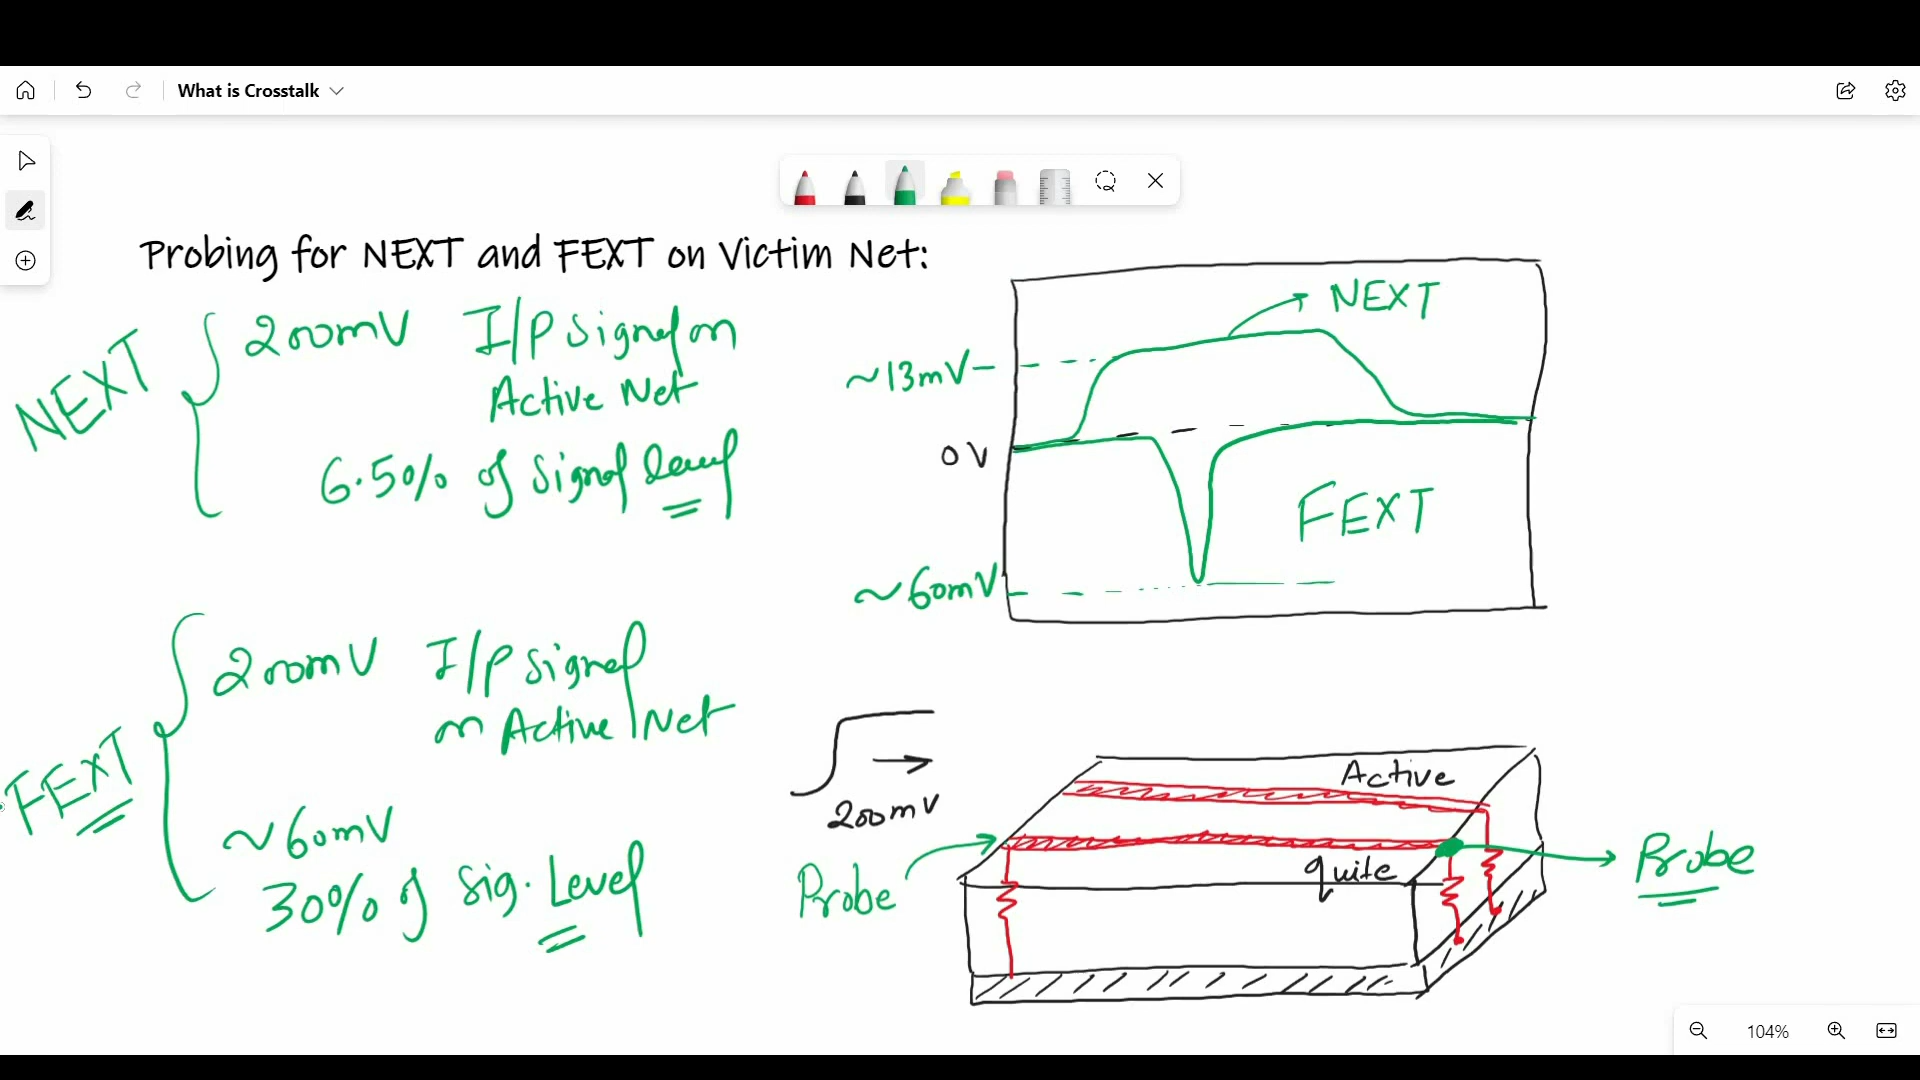 What is Crosstalk
Probing for NEXT and FEXT on Victim Net:
NEXT
200mV I/P signal on
Active Net
6.5% of signal level
FEXT
200mV I/P signal
on Active Net
~60mV
30% of sig. Level
NEXT
~13mV
0V
FEXT
~60mV
200mV
Active
quite
Probe
Probe
104%